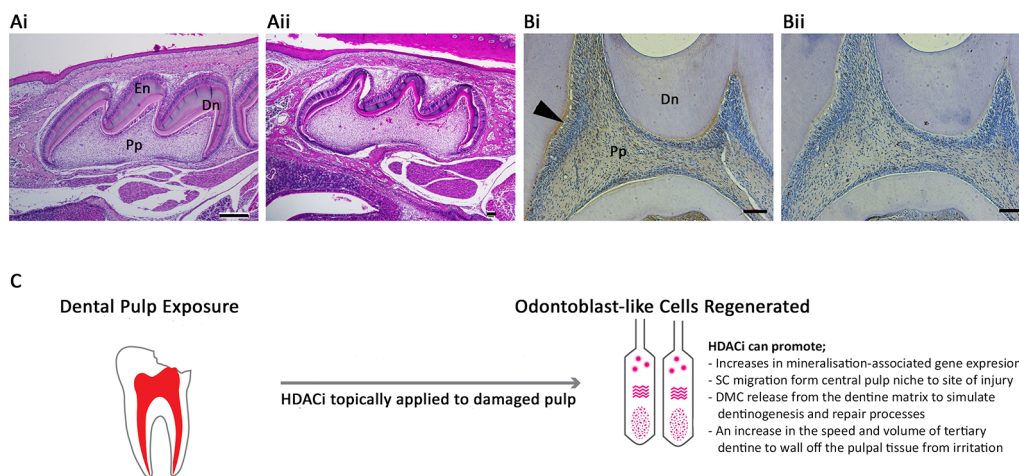 Ai
Aii
Bi
Bii
En
Dn
Pp
Dn
Pp
C
Dental Pulp Exposure
HDACi topically applied to damaged pulp
Odontoblast-like Cells Regenerated
HDACi can promote;
- Increases in mineralisation-associated gene expresion
- SC migration form central pulp niche to site of injury
- DMC release from the dentine matrix to simulate
dentinogenesis and repair processes
- An increase in the speed and volume of tertiary
dentine to wall off the pulpal tissue from irritation